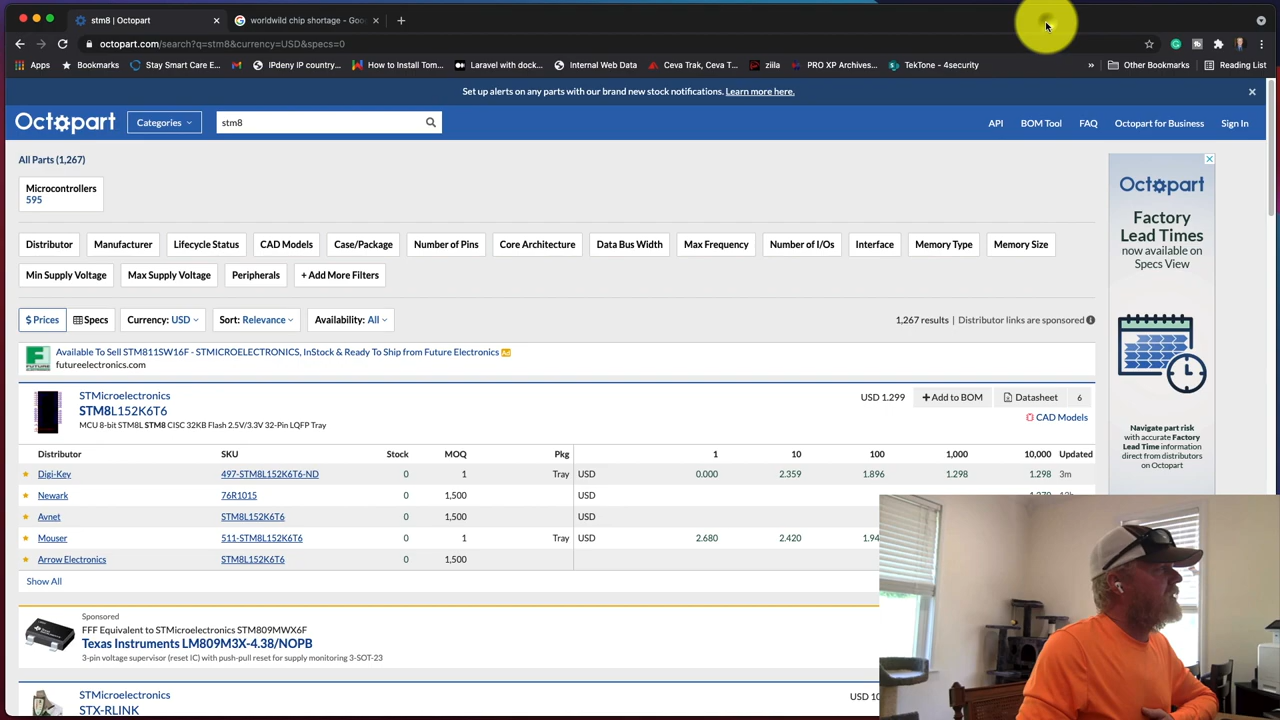 stm8 | Octopart
worldwild chip shortage - Goo
octopart.com/search?q=stm8&currency=USD&specs=0
Apps Bookmarks Stay Smart Care E... IPdeny IP country... How to Install Tom... Laravel with dock... Internal Web Data Ceva Trak, Ceva T... ziila PRO XP Archives... TekTone - 4security » Other Bookmarks Reading List
Set up alerts on any parts with our brand new stock notifications. Learn more here.
Octopart Categories stm8 API BOM Tool FAQ Octopart for Business Sign In
All Parts (1,267)
Microcontrollers
595
Distributor Manufacturer Lifecycle Status CAD Models Case/Package Number of Pins Core Architecture Data Bus Width Max Frequency Number of I/Os Interface Memory Type Memory Size
Min Supply Voltage Max Supply Voltage Peripherals + Add More Filters
$ Prices Specs Currency: USD Sort: Relevance Availability: All 1,267 results | Distributor links are sponsored
Available To Sell STM811SW16F - STMICROELECTRONICS, InStock & Ready To Ship from Future Electronics Ad
futureelectronics.com
STMicroelectronics
STM8L152K6T6
MCU 8-bit STM8L STM8 CISC 32KB Flash 2.5V/3.3V 32-Pin LQFP Tray
USD 1.299 +Add to BOM Datasheet 6
CAD Models
Distributor SKU Stock MOQ Pkg 1 10 100 1,000 10,000 Updated
Digi-Key 497-STM8L152K6T6-ND 0 1 Tray USD 0.000 2.359 1.896 1.298 1.298 3m
Newark 76R1015 0 1,500 USD
Avnet STM8L152K6T6 0 1,500 USD
Mouser 511-STM8L152K6T6 0 1 Tray USD 2.680 2.420 1.94
Arrow Electronics STM8L152K6T6 0 1,500
Show All
Sponsored
FFF Equivalent to STMicroelectronics STM809MWX6F
Texas Instruments LM809M3X-4.38/NOPB
3-pin voltage supervisor (reset IC) with push-pull reset for supply monitoring 3-SOT-23
STMicroelectronics
STX-RLINK
USD 10
Octopart
Factory
Lead Times
now available on
Specs View
Navigate part risk
with accurate Factory
Lead Time information
direct from distributors
on Octopart